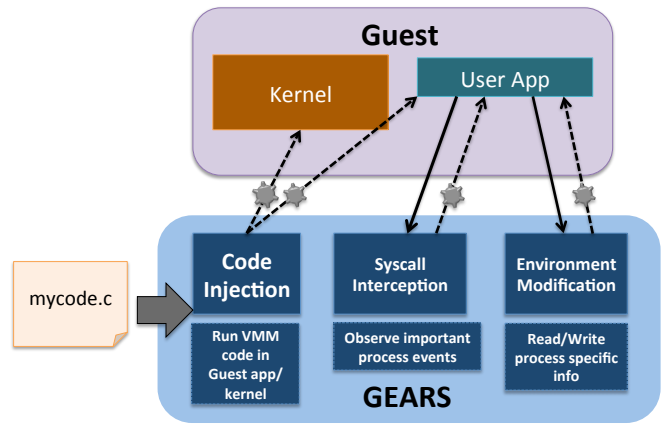 Guest
Kernel
User App
mycode.c
Code
Injection
Syscall
Interception
Environment
Modification
Run VMM
code in
Guest app/
kernel
Observe important
process events
Read/Write
process specific
info
GEARS